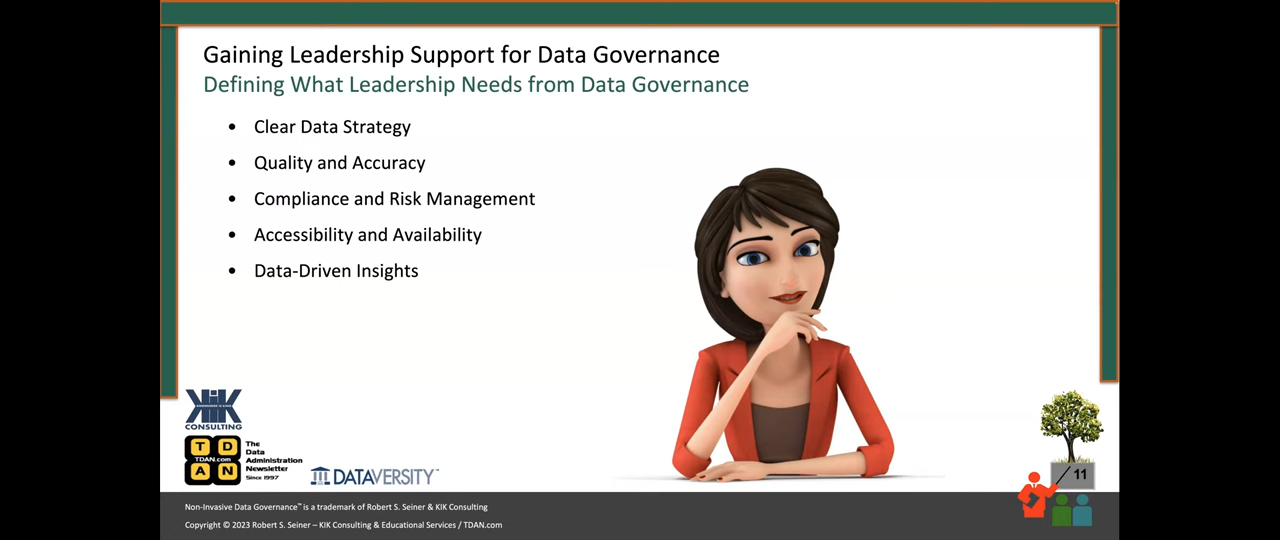 Gaining Leadership Support for Data Governance
Defining What Leadership Needs from Data Governance
• Clear Data Strategy
• Quality and Accuracy
• Compliance and Risk Management
• Accessibility and Availability
• Data-Driven Insights
KIK
CONSULTING
T D
TDAN.com
A N
The
Data
Administration
Newsletter
Since 1997
DATAVERSITY
11
Non-Invasive Data Governance™ is a trademark of Robert S. Seiner & KIK Consulting
Copyright © 2023 Robert S. Seiner – KIK Consulting & Educational Services / TDAN.com